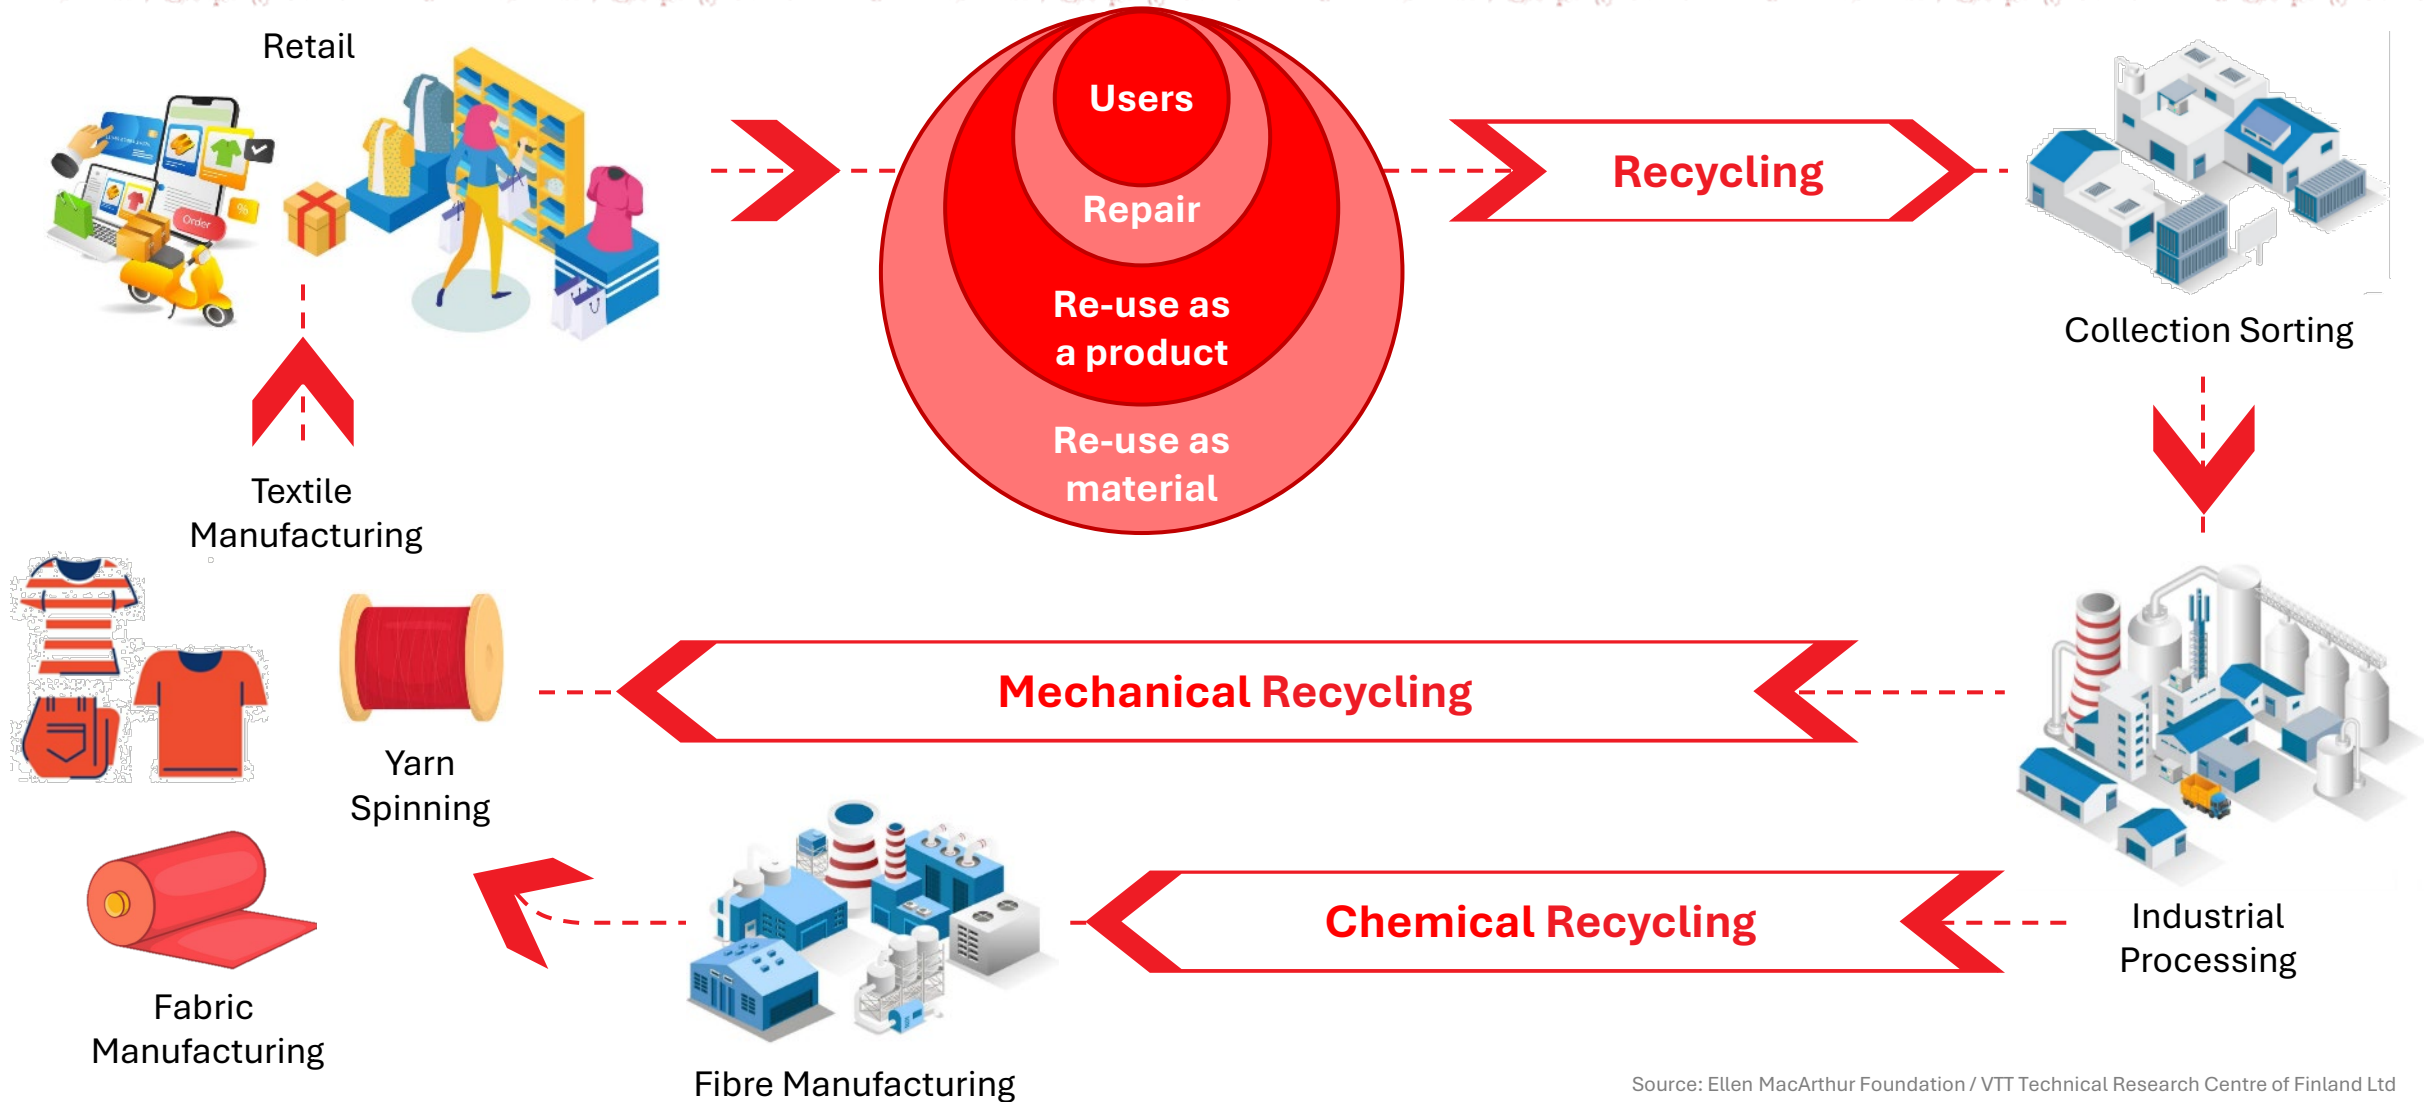 Retail
Order
%
Users
Repair
Re-use as
a product
Re-use as
material
Recycling
Collection Sorting
Textile
Manufacturing
Mechanical Recycling
Yarn
Spinning
Chemical Recycling
Industrial
Processing
Fabric
Manufacturing
Fibre Manufacturing
Source: Ellen MacArthur Foundation / VTT Technical Research Centre of Finland Ltd